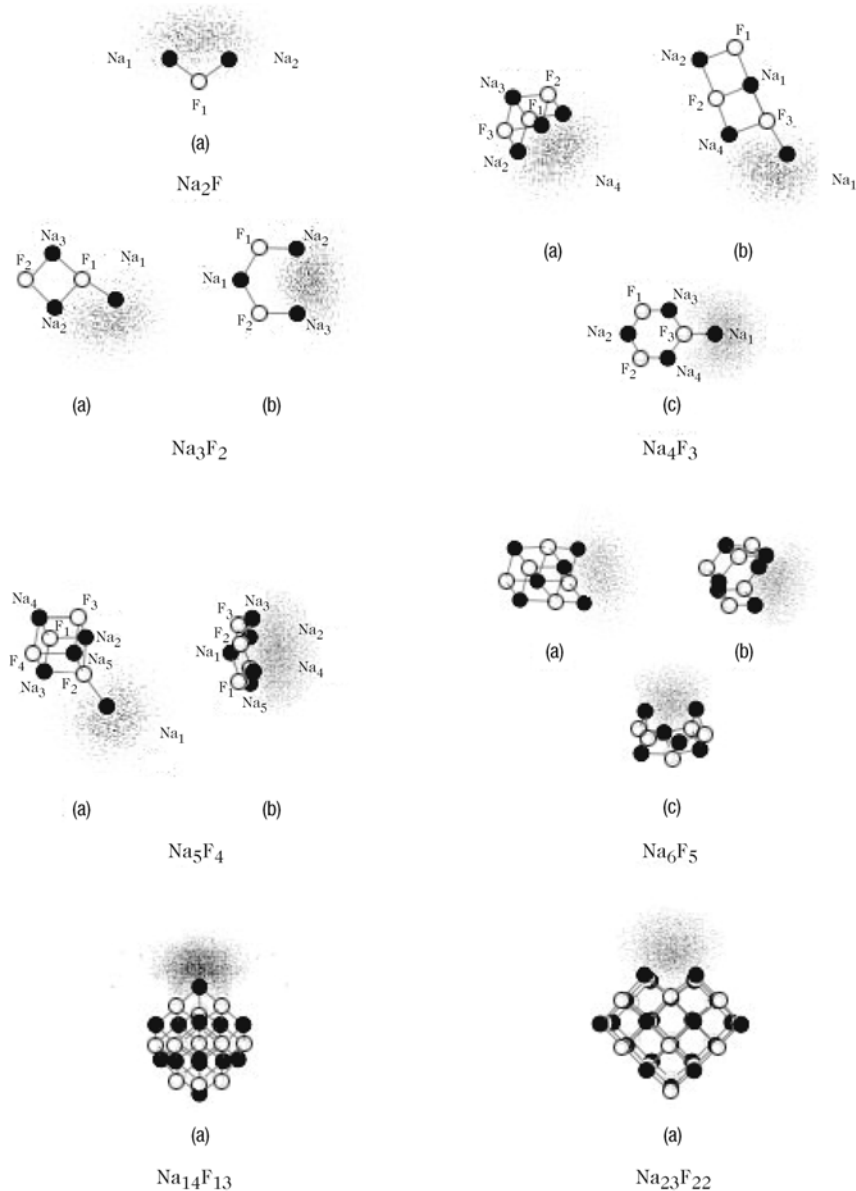 Na1 Na2
F1
(a)
Na2F
Na3 F2
F1
F3
Na2
Na4
(a)
F1
Na2
Na1
F2
F3
Na4
Na1
(b)
Na3
F2 F1 Na1
Na2
(a)
F1 Na2
Na1
F2
Na3
(b)
Na3F2
F1 Na3
Na2 F3 Na1
F2 Na4
(c)
Na4F3
Na4 F3
F1 Na2
F4 Na5
Na3 F2
Na1
(a)
F3 Na3
F2 Na2
Na1
Na4
F1
Na5
(b)
Na5F4
(a)
(b)
(c)
Na6F5
(a)
Na14F13
(a)
Na23F22